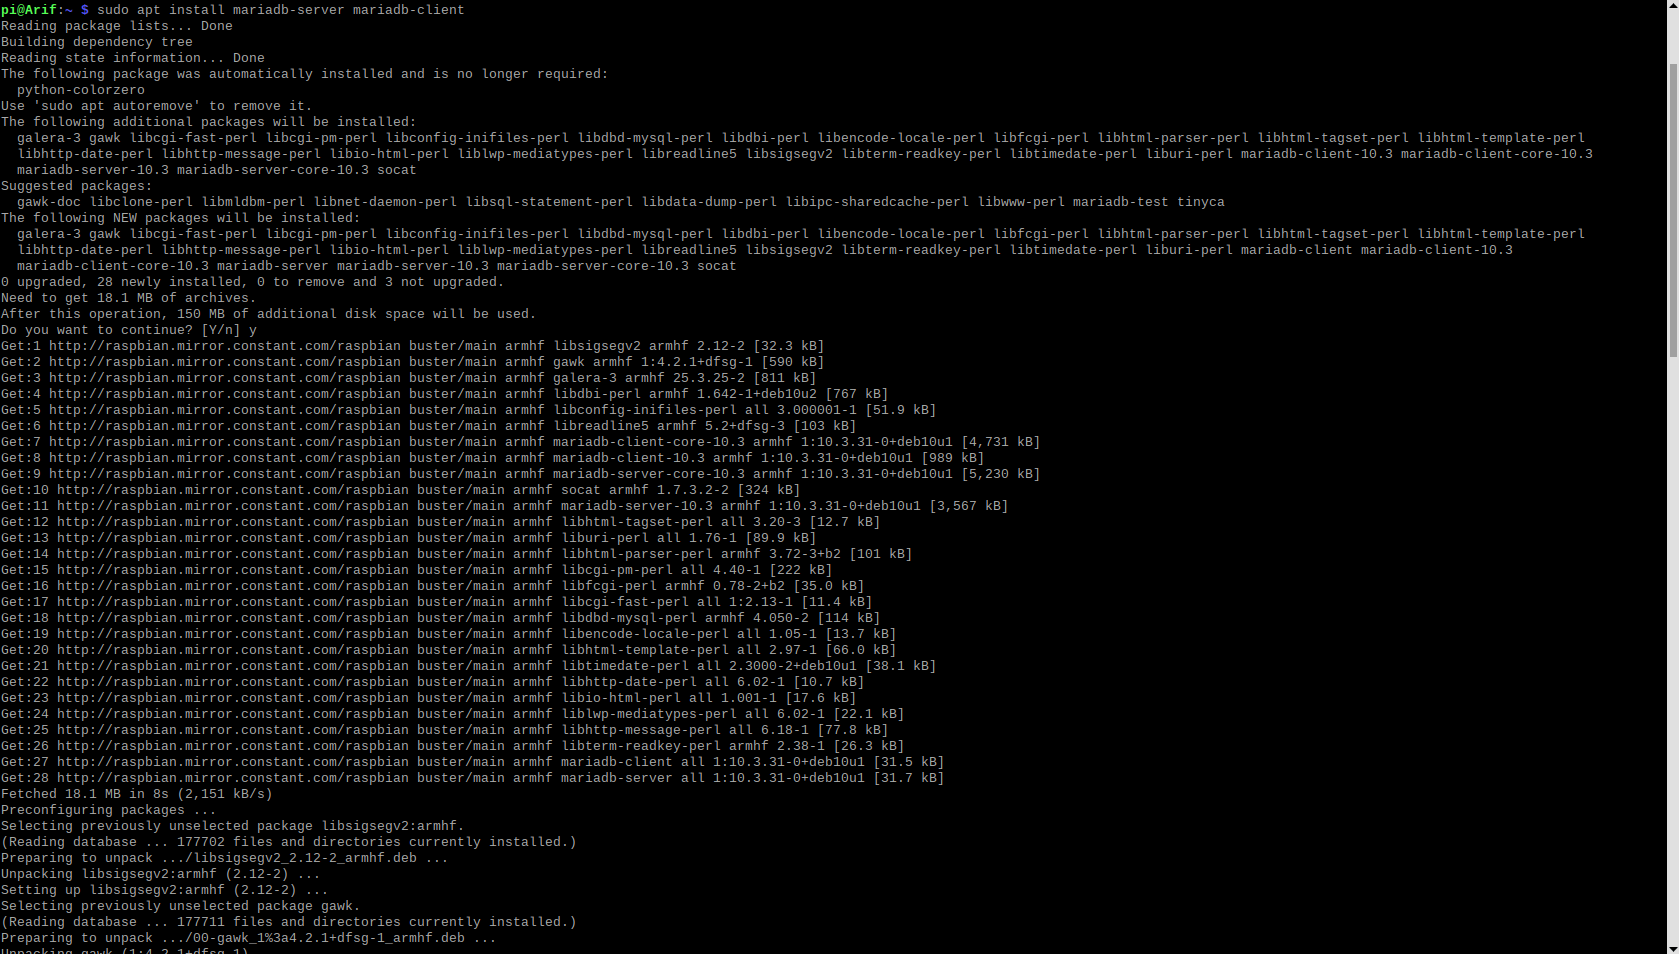 pi@Arif:~ $ sudo apt install mariadb-server mariadb-client
Reading package lists... Done
Building dependency tree
Reading state information... Done
The following package was automatically installed and is no longer required:
  python-colorzero
Use 'sudo apt autoremove' to remove it.
The following additional packages will be installed:
  galera-3 gawk libcgi-fast-perl libcgi-pm-perl libconfig-inifiles-perl libdbd-mysql-perl libdbi-perl libencode-locale-perl libfcgi-perl libhtml-parser-perl libhtml-tagset-perl libhtml-template-perl
  libhttp-date-perl libhttp-message-perl libio-html-perl liblwp-mediatypes-perl libreadline5 libsigsegv2 libterm-readkey-perl libtimedate-perl liburi-perl mariadb-client-10.3 mariadb-client-core-10.3
  mariadb-server-10.3 mariadb-server-core-10.3 socat
Suggested packages:
  gawk-doc libclone-perl libmldbm-perl libnet-daemon-perl libsql-statement-perl libdata-dump-perl libipc-sharedcache-perl libwww-perl mariadb-test tinyca
The following NEW packages will be installed:
  galera-3 gawk libcgi-fast-perl libcgi-pm-perl libconfig-inifiles-perl libdbd-mysql-perl libdbi-perl libencode-locale-perl libfcgi-perl libhtml-parser-perl libhtml-tagset-perl libhtml-template-perl
  libhttp-date-perl libhttp-message-perl libio-html-perl liblwp-mediatypes-perl libreadline5 libsigsegv2 libterm-readkey-perl libtimedate-perl liburi-perl mariadb-client mariadb-client-10.3
  mariadb-client-core-10.3 mariadb-server mariadb-server-10.3 mariadb-server-core-10.3 socat
0 upgraded, 28 newly installed, 0 to remove and 3 not upgraded.
Need to get 18.1 MB of archives.
After this operation, 150 MB of additional disk space will be used.
Do you want to continue? [Y/n] y
Get:1 http://raspbian.mirror.constant.com/raspbian buster/main armhf libsigsegv2 armhf 2.12-2 [32.3 kB]
Get:2 http://raspbian.mirror.constant.com/raspbian buster/main armhf gawk armhf 1:4.2.1+dfsg-1 [590 kB]
Get:3 http://raspbian.mirror.constant.com/raspbian buster/main armhf galera-3 armhf 25.3.25-2 [811 kB]
Get:4 http://raspbian.mirror.constant.com/raspbian buster/main armhf libdbi-perl armhf 1.642-1+deb10u2 [767 kB]
Get:5 http://raspbian.mirror.constant.com/raspbian buster/main armhf libconfig-inifiles-perl all 3.000001-1 [51.9 kB]
Get:6 http://raspbian.mirror.constant.com/raspbian buster/main armhf libreadline5 armhf 5.2+dfsg-3 [103 kB]
Get:7 http://raspbian.mirror.constant.com/raspbian buster/main armhf mariadb-client-core-10.3 armhf 1:10.3.31-0+deb10u1 [4,731 kB]
Get:8 http://raspbian.mirror.constant.com/raspbian buster/main armhf mariadb-client-10.3 armhf 1:10.3.31-0+deb10u1 [989 kB]
Get:9 http://raspbian.mirror.constant.com/raspbian buster/main armhf mariadb-server-core-10.3 armhf 1:10.3.31-0+deb10u1 [5,230 kB]
Get:10 http://raspbian.mirror.constant.com/raspbian buster/main armhf socat armhf 1.7.3.2-2 [324 kB]
Get:11 http://raspbian.mirror.constant.com/raspbian buster/main armhf mariadb-server-10.3 armhf 1:10.3.31-0+deb10u1 [3,567 kB]
Get:12 http://raspbian.mirror.constant.com/raspbian buster/main armhf libhtml-tagset-perl all 3.20-3 [12.7 kB]
Get:13 http://raspbian.mirror.constant.com/raspbian buster/main armhf liburi-perl all 1.76-1 [89.9 kB]
Get:14 http://raspbian.mirror.constant.com/raspbian buster/main armhf libhtml-parser-perl armhf 3.72-3+b2 [101 kB]
Get:15 http://raspbian.mirror.constant.com/raspbian buster/main armhf libcgi-pm-perl all 4.40-1 [222 kB]
Get:16 http://raspbian.mirror.constant.com/raspbian buster/main armhf libfcgi-perl armhf 0.78-2+b2 [35.0 kB]
Get:17 http://raspbian.mirror.constant.com/raspbian buster/main armhf libcgi-fast-perl all 1:2.13-1 [11.4 kB]
Get:18 http://raspbian.mirror.constant.com/raspbian buster/main armhf libdbd-mysql-perl armhf 4.050-2 [114 kB]
Get:19 http://raspbian.mirror.constant.com/raspbian buster/main armhf libencode-locale-perl all 1.05-1 [13.7 kB]
Get:20 http://raspbian.mirror.constant.com/raspbian buster/main armhf libhtml-template-perl all 2.97-1 [66.0 kB]
Get:21 http://raspbian.mirror.constant.com/raspbian buster/main armhf libtimedate-perl all 2.3000-2+deb10u1 [38.1 kB]
Get:22 http://raspbian.mirror.constant.com/raspbian buster/main armhf libhttp-date-perl all 6.02-1 [10.7 kB]
Get:23 http://raspbian.mirror.constant.com/raspbian buster/main armhf libio-html-perl all 1.001-1 [17.6 kB]
Get:24 http://raspbian.mirror.constant.com/raspbian buster/main armhf liblwp-mediatypes-perl all 6.02-1 [22.1 kB]
Get:25 http://raspbian.mirror.constant.com/raspbian buster/main armhf libhttp-message-perl all 6.18-1 [77.8 kB]
Get:26 http://raspbian.mirror.constant.com/raspbian buster/main armhf libterm-readkey-perl armhf 2.38-1 [26.3 kB]
Get:27 http://raspbian.mirror.constant.com/raspbian buster/main armhf mariadb-client all 1:10.3.31-0+deb10u1 [31.5 kB]
Get:28 http://raspbian.mirror.constant.com/raspbian buster/main armhf mariadb-server all 1:10.3.31-0+deb10u1 [31.7 kB]
Fetched 18.1 MB in 8s (2,151 kB/s)
Preconfiguring packages ...
Selecting previously unselected package libsigsegv2:armhf.
(Reading database ... 177702 files and directories currently installed.)
Preparing to unpack .../libsigsegv2_2.12-2_armhf.deb ...
Unpacking libsigsegv2:armhf (2.12-2) ...
Setting up libsigsegv2:armhf (2.12-2) ...
Selecting previously unselected package gawk.
(Reading database ... 177711 files and directories currently installed.)
Preparing to unpack .../00-gawk_1%3a4.2.1+dfsg-1_armhf.deb ...
Unpacking gawk (1:4.2.1+dfsg-1)